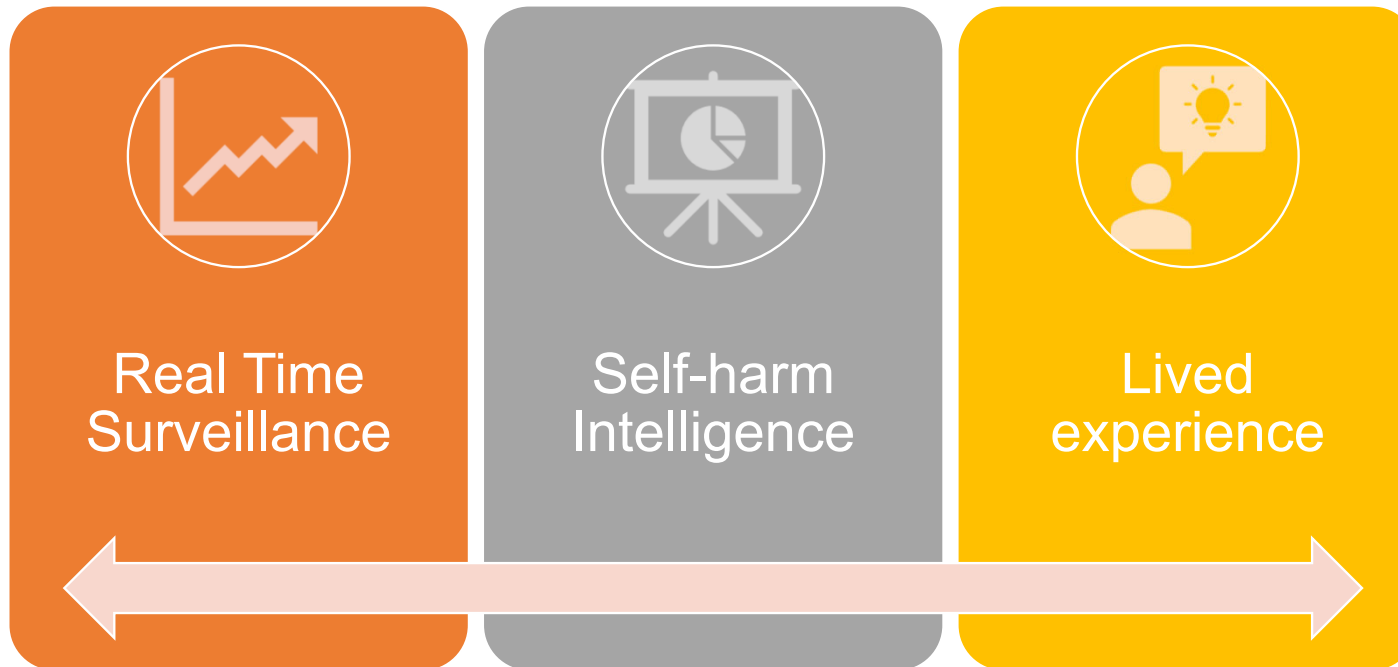 Real Time
Surveillance
Self-harm
Intelligence
Lived
experience